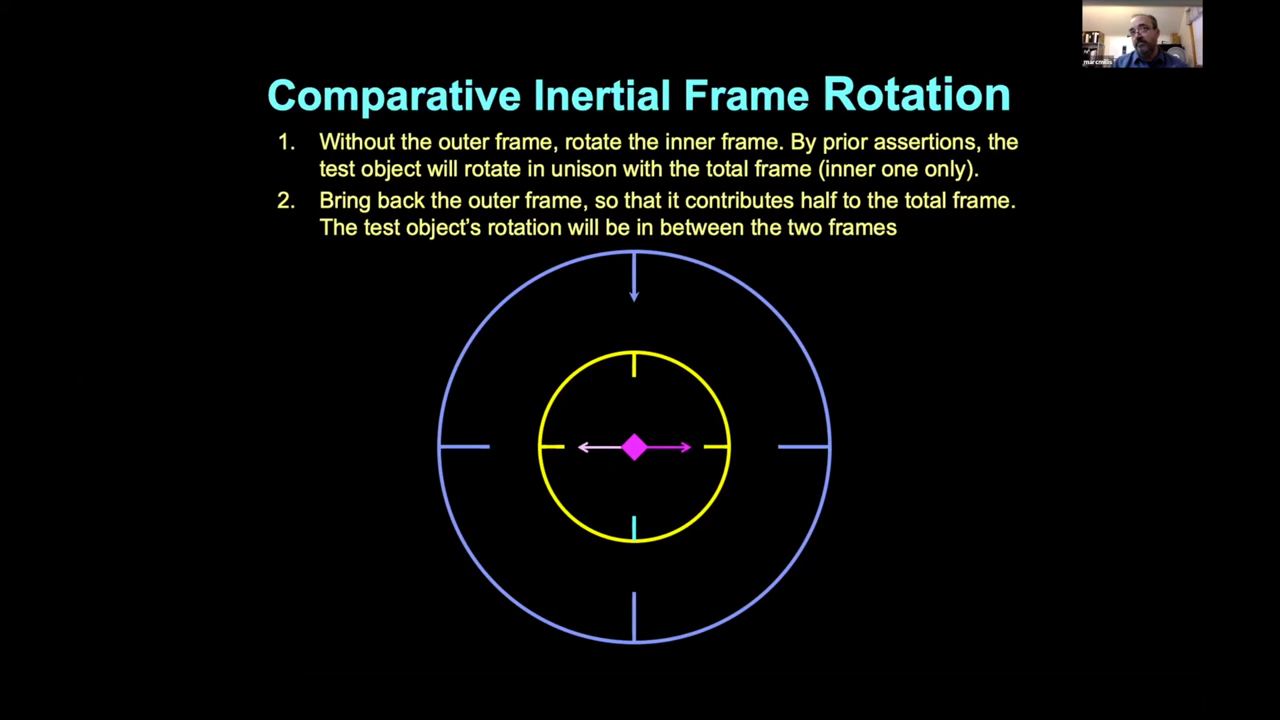 marcmillis
Comparative Inertial Frame Rotation
1. Without the outer frame, rotate the inner frame. By prior assertions, the
test object will rotate in unison with the total frame (inner one only).
2. Bring back the outer frame, so that it contributes half to the total frame.
The test object’s rotation will be in between the two frames